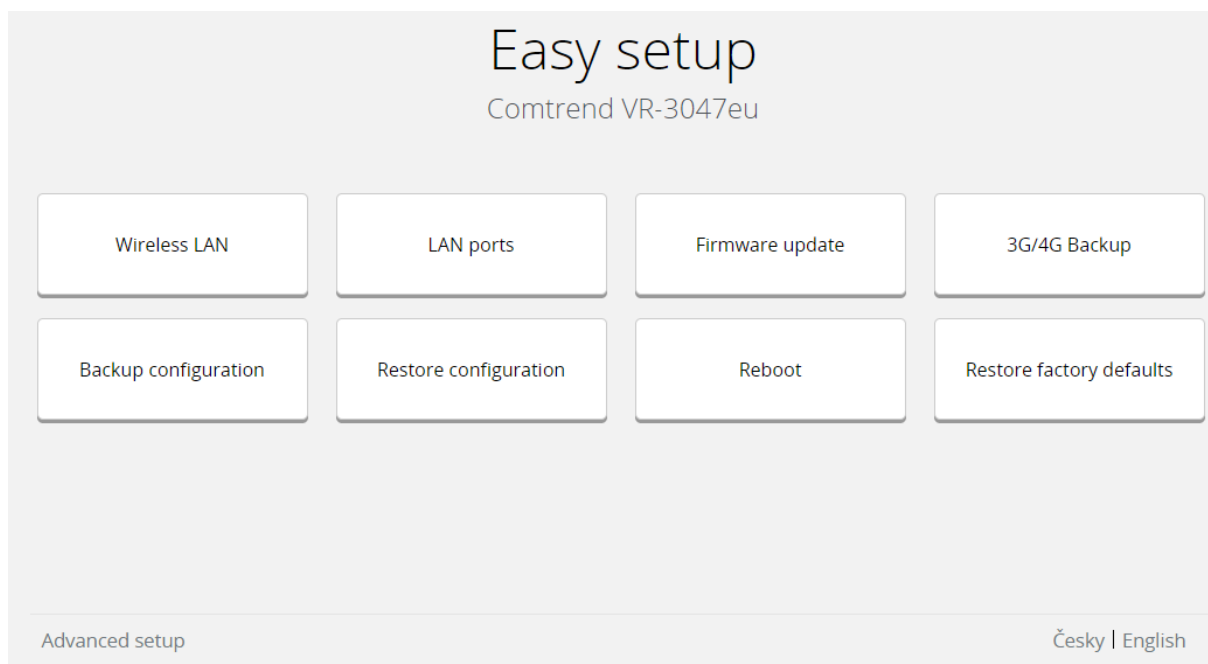 Easy setup
Comtrend VR-3047eu
Wireless LAN
LAN ports
Firmware update
3G/4G Backup
Backup configuration
Restore configuration
Reboot
Restore factory defaults
Advanced setup
Česky | English